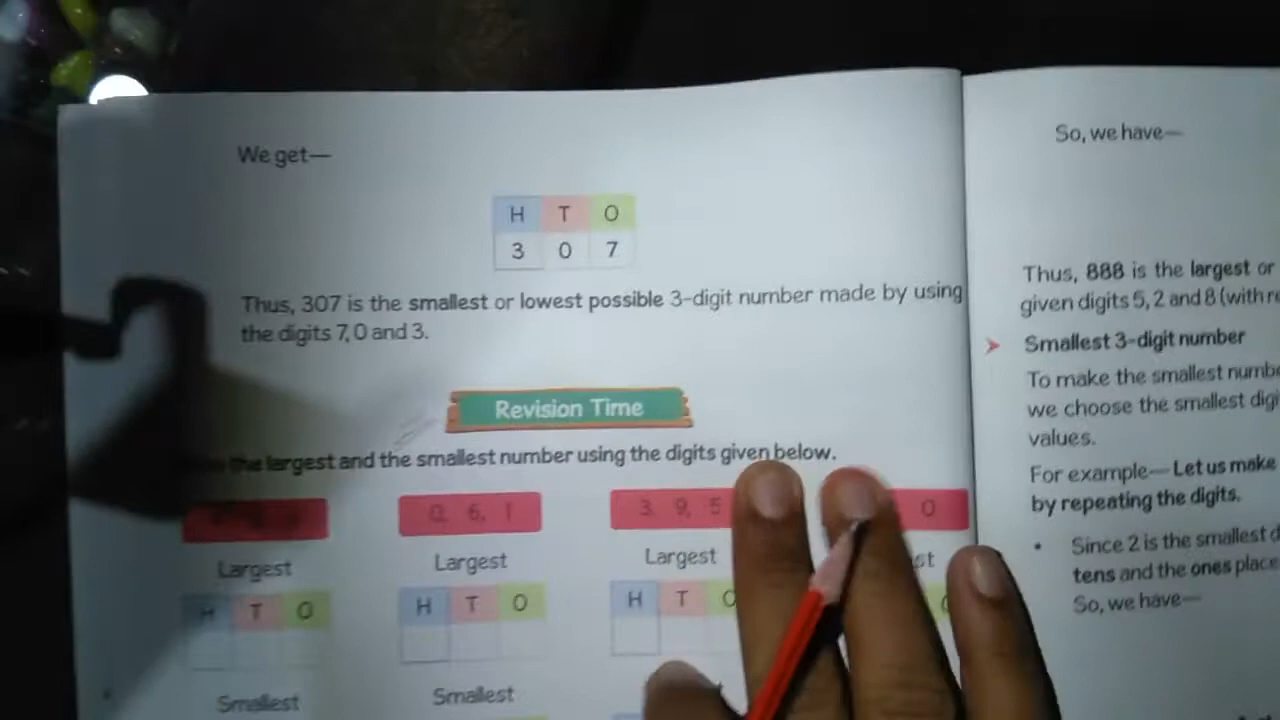 We get—
H T O
3 0 7
Thus, 307 is the smallest or lowest possible 3-digit number made by using
the digits 7, 0 and 3.
Revision Time
the largest and the smallest number using the digits given below.
0, 6, 1
3, 9, 5
0
Largest
Largest
Largest
H T O
H T O
H T
Smallest
Smallest
So, we have—
Thus, 888 is the largest or
given digits 5, 2 and 8 (with
➤ Smallest 3-digit number
To make the smallest
we choose the smallest
values.
For example— Let us make
by repeating the digits.
• Since 2 is the smallest
tens and the ones place
So, we have—